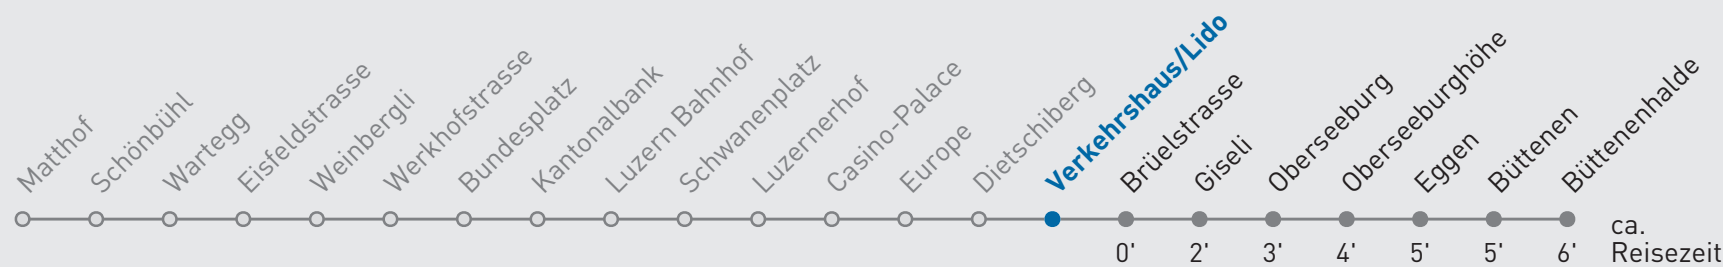 Matthof
Schönbühl
Wartegg
Eisfeldstrasse
Weinbergli
Werkhofstrasse
Bundesplatz
Kantonalbank
Luzern Bahnhof
Schwanenplatz
Luzernerhof
Casino-Palace
Europe
Dietschiberg
Verkehrshaus/Lido
Brüelstrasse
Giseli
Oberseeburg
Oberseeburghöhe
Eggen
Büttenen
Büttenenhalde
0' 2' 3' 4' 5' 5' 6'
ca.
Reisezeit